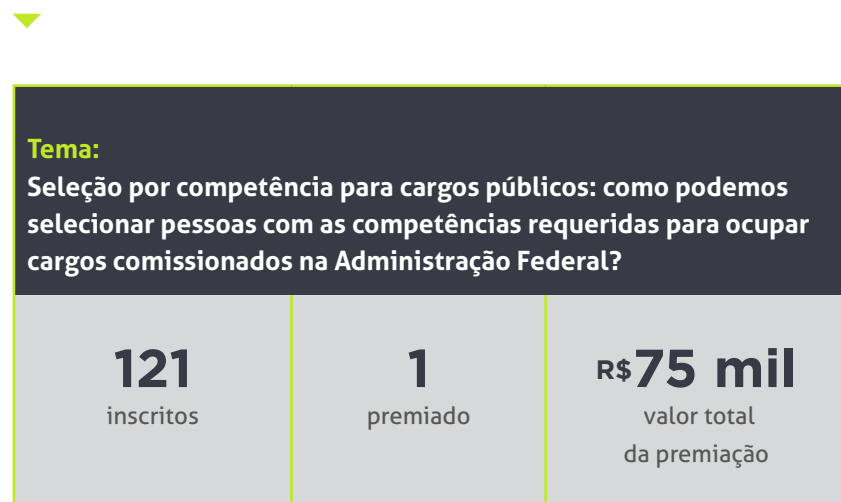 Tema:
Seleção por competência para cargos públicos: como podemos
selecionar pessoas com as competências requeridas para ocupar
cargos comissionados na Administração Federal?
121
inscritos
1
premiado
R$75 mil
valor total
da premiação